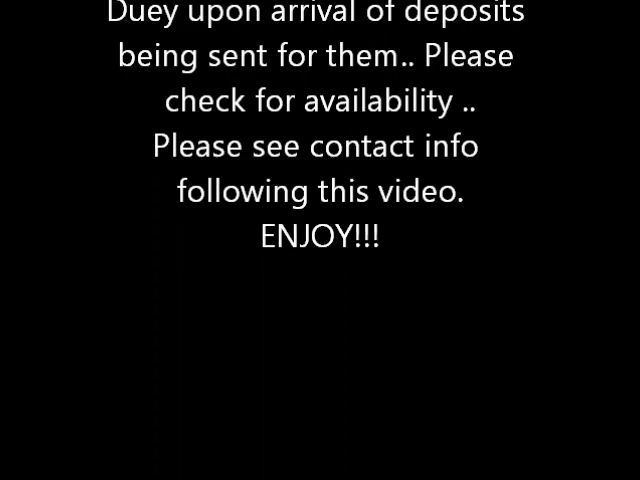 Duey upon arrival of deposits
being sent for them.. Please
check for availability ..
Please see contact info
following this video.
ENJOY!!!